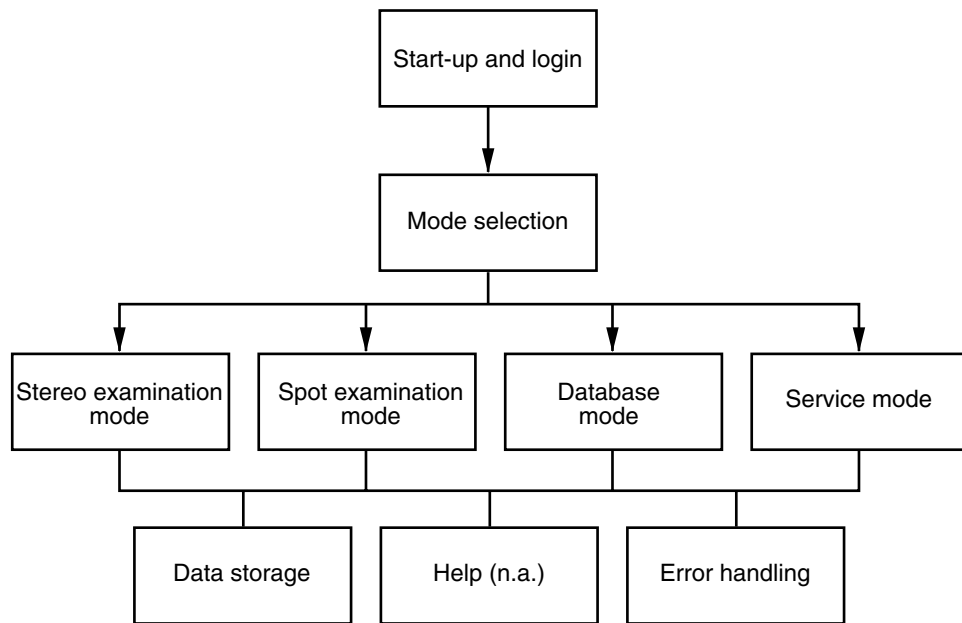 Start-up and login
Mode selection
Stereo examination
mode
Spot examination
mode
Database
mode
Service mode
Data storage
Help (n.a.)
Error handling